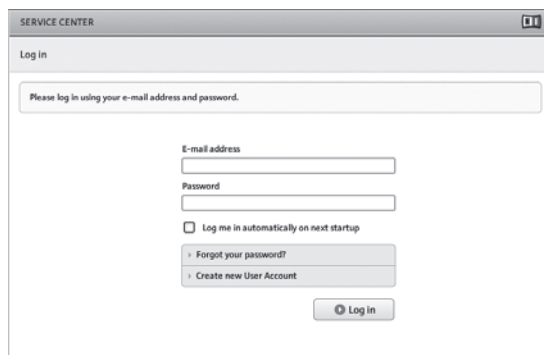 SERVICE CENTER
Log in
Please log in using your e-mail address and password.
E-mail address
Password
Log me in automatically on next startup
› Forgot your password?
› Create new User Account
Log in